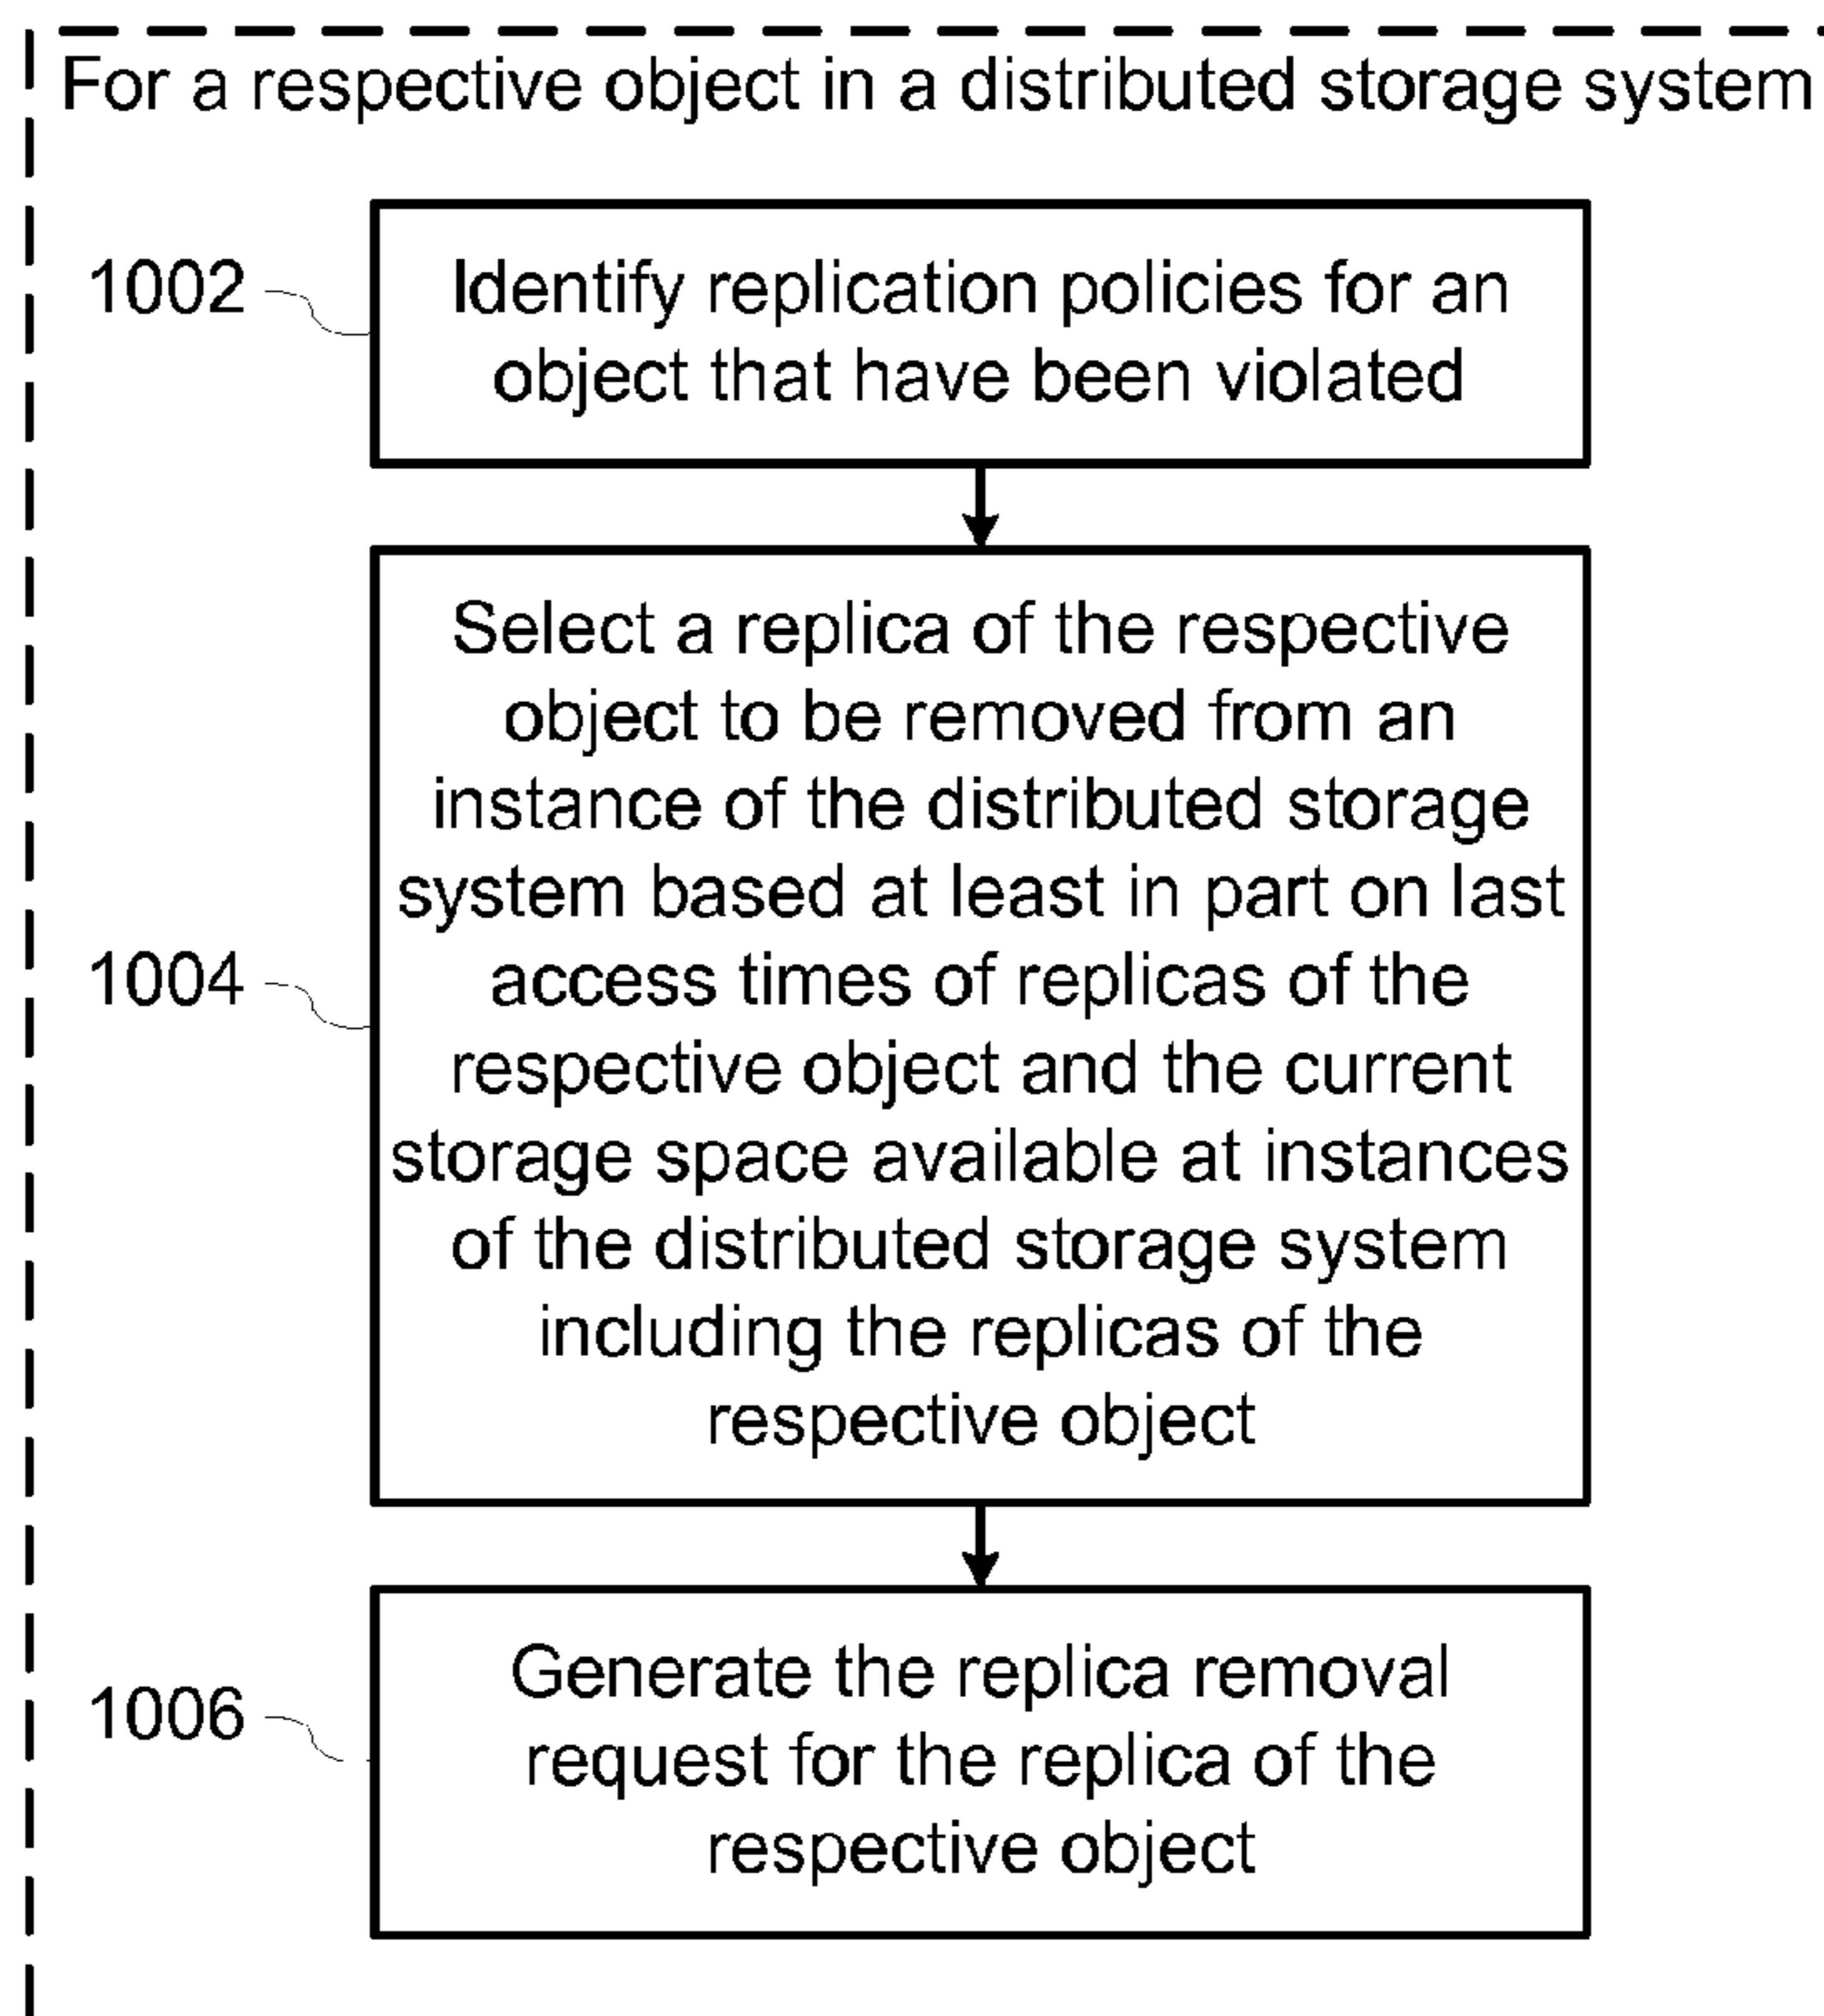 For a respective object in a distributed storage system
1002
Identify replication policies for an
object that have been violated
Select a replica of the respective
object to be removed from an
instance of the distributed storage
system based at least in part on last
1004
access times of replicas of the
respective object and the current
storage space available at instances
of the distributed storage system
including the replicas of the
respective object
1006
Generate the replica removal
request for the replica of the
respective object